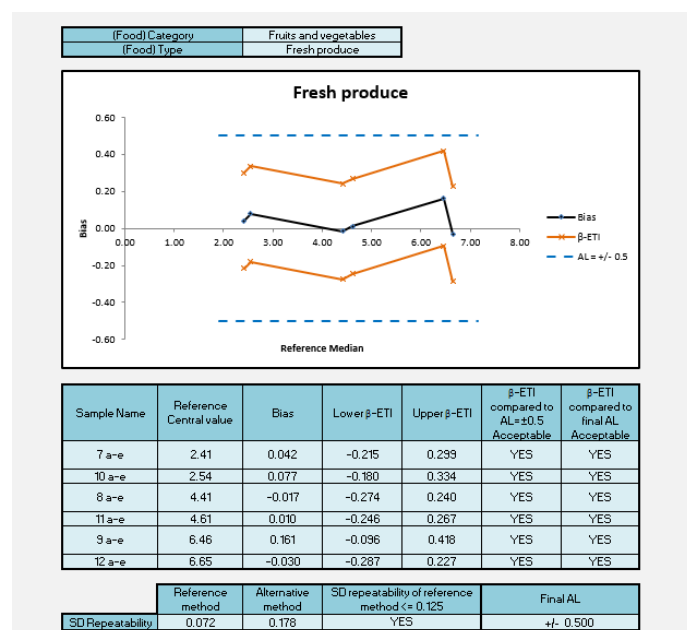 (Food) Category Fruits and vegetables
(Food) Type Fresh produce
Fresh produce
0.60
0.40
0.20
0.00
-0.20
-0.40
-0.60
Bias
0.00 1.00 2.00 3.00 4.00 5.00 6.00 7.00 8.00
Reference Median
Bias
β-ETI
AL = +/- 0.5
Sample Name Reference Central value Bias Lower β-ETI Upper β-ETI β-ETI compared to AL=±0.5 Acceptable β-ETI compared to final AL Acceptable
7 a-e 2.41 0.042 -0.215 0.299 YES YES
10 a-e 2.54 0.077 -0.180 0.334 YES YES
8 a-e 4.41 -0.017 -0.274 0.240 YES YES
11 a-e 4.61 0.010 -0.246 0.267 YES YES
9 a-e 6.46 0.161 -0.096 0.418 YES YES
12 a-e 6.65 -0.030 -0.287 0.227 YES YES
Reference method Alternative method SD repeatability of reference method <= 0.125 Final AL
SD Repeatability 0.072 0.178 YES +/- 0.500